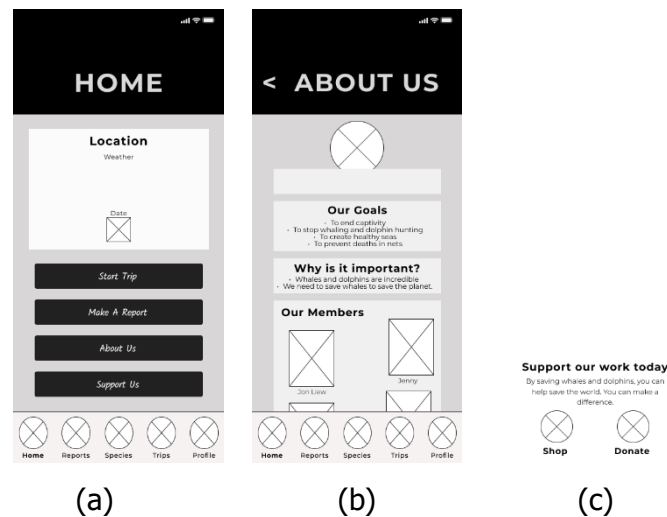 HOME
Location
Weather
Date
Start Trip
Make A Report
About Us
Support Us
Home Reports Species Trips Profile
(a)
< ABOUT US
Our Goals
- To end captivity
- To stop whaling and dolphin hunting
- To create healthy seas
- To prevent deaths in nets
Why is it important?
- Whales and dolphins are incredible
- We need to save whales to save the planet.
Our Members
Jon Liew
Jenny
Home Reports Species Trips Profile
(b)
Support our work today
By saving whales and dolphins, you can
help save the world. You can make a
difference.
Shop Donate
(c)